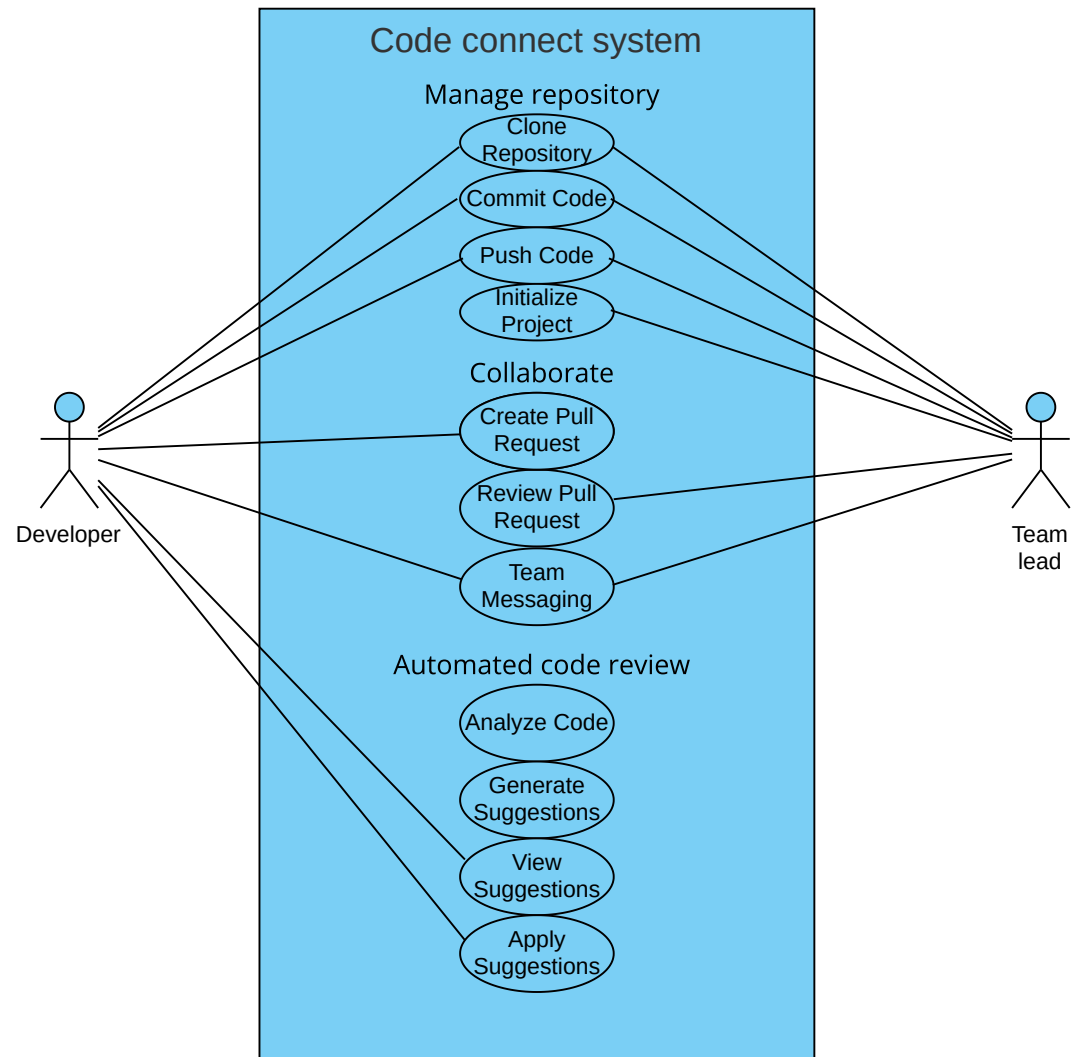 Code connect system
Manage repository
Clone
Repository
Commit Code
Push Code
Initialize
Project
Collaborate
Create Pull
Request
Review Pull
Request
Team
Messaging
Developer
Team
lead
Automated code review
Analyze Code
Generate
Suggestions
View
Suggestions
Apply
Suggestions